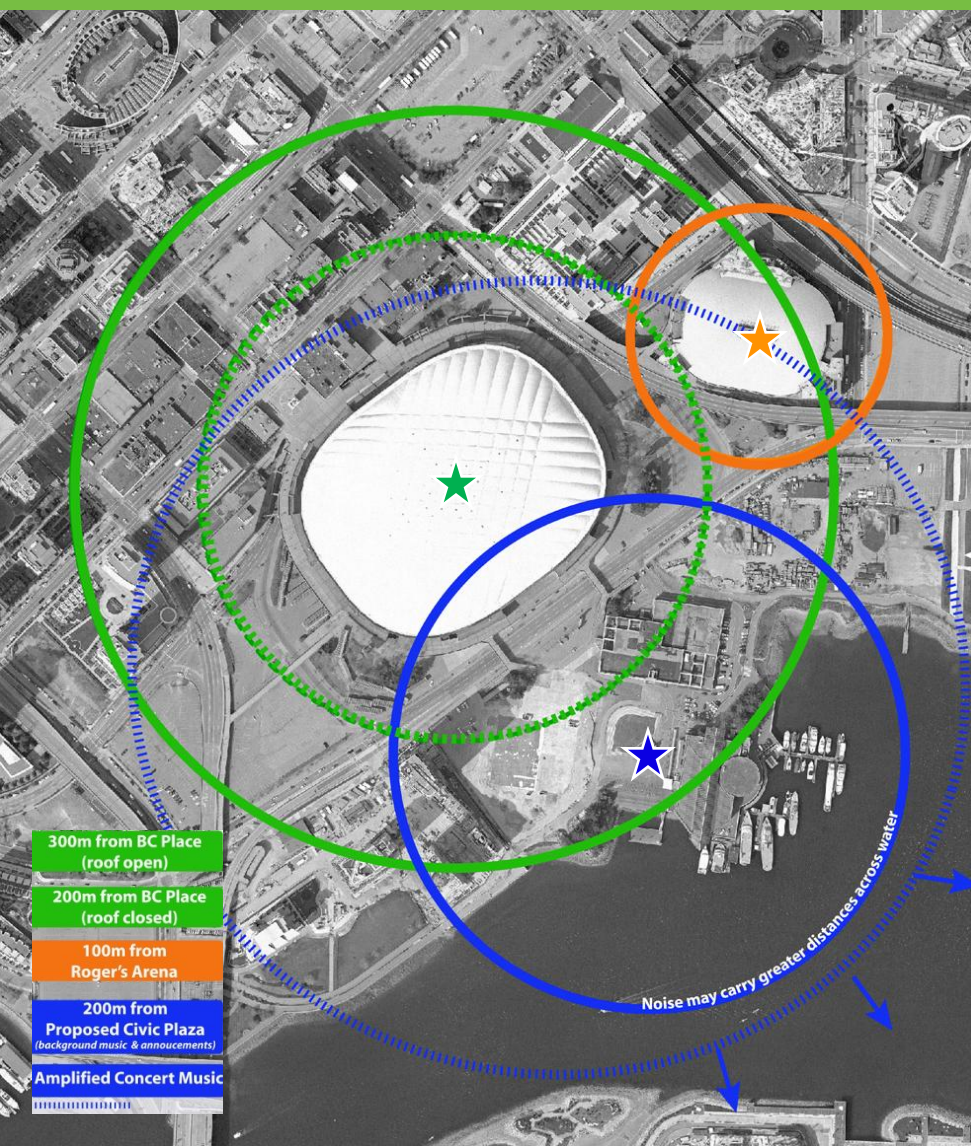 300m from BC Place
(roof open)
200m from BC Place
(roof closed)
100m from
Roger's Arena
200m from
Proposed Civic Plaza
(background music & annoucements)
Amplified Concert Music
Noise may carry greater distances across water